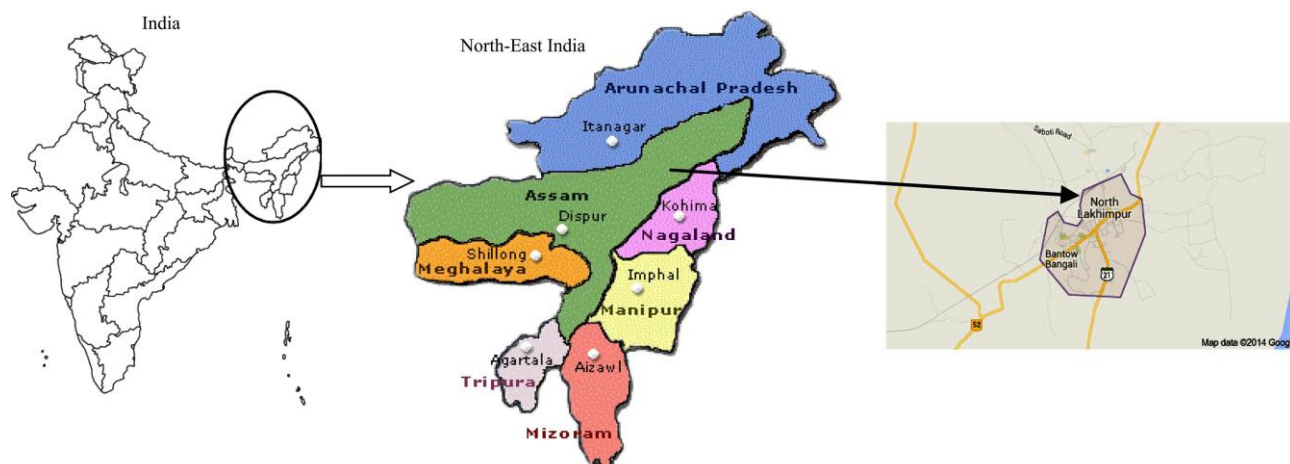 India
North-East India
Arunachal Pradesh
Itanagar
Assam
Dispur
Kohima
Nagaland
Shillong
Meghalaya
Imphal
Manipur
Agartala
Tripura
Aizawl
Mizoram
Saboti Road
North
Lakhimpur
Bantow
Bangali
21
52
Map data ©2014 Goog